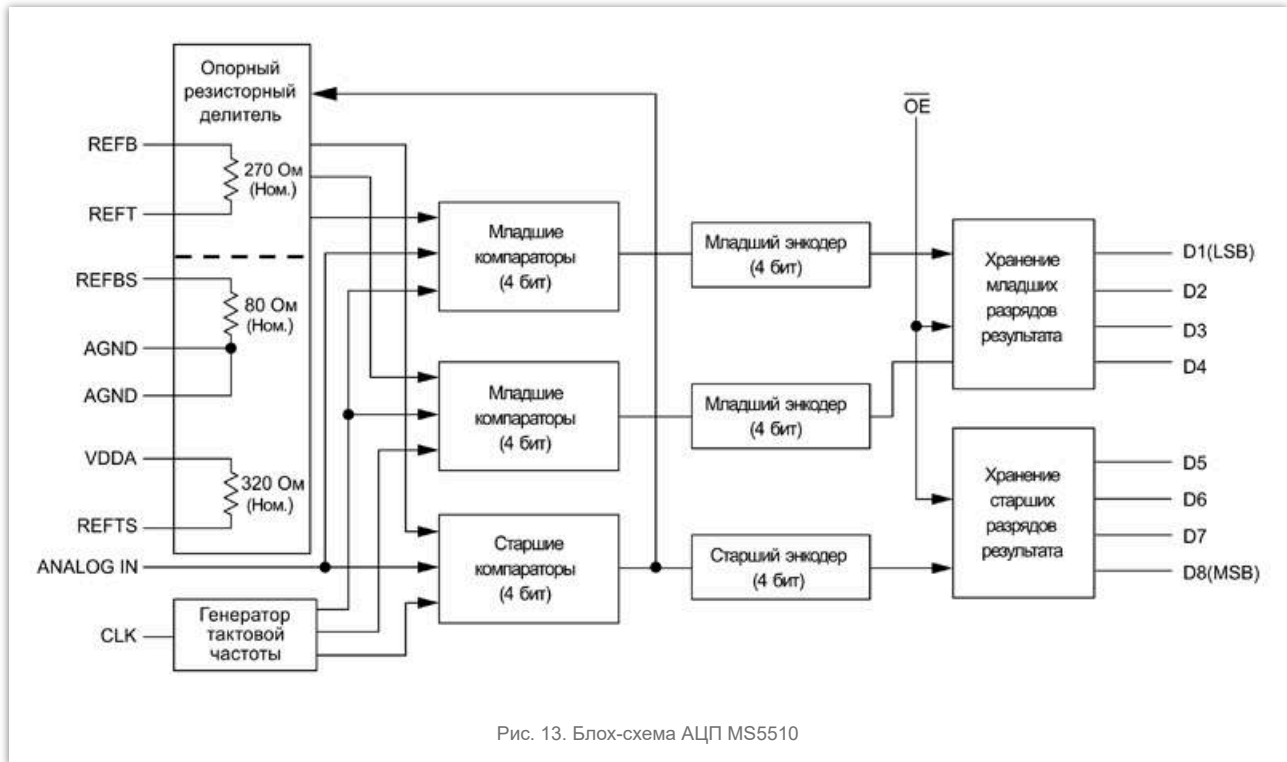 Опорный
резисторный
делитель
REFB
270 Ом
(Ном.)
REFT
REFBS
80 Ом
(Ном.)
AGND
AGND
VDDA
320 Ом
(Ном.)
REFTS
ANALOG IN
CLK
Генератор
тактовой
частоты
Младшие
компараторы
(4 бит)
Младшие
компараторы
(4 бит)
Старшие
компараторы
(4 бит)
Младший энкодер
(4 бит)
Младший энкодер
(4 бит)
Старший энкодер
(4 бит)
OE
Хранение
младших
разрядов
результата
Хранение
старших
разрядов
результата
D1(LSB)
D2
D3
D4
D5
D6
D7
D8(MSB)
Рис. 13. Блох-схема АЦП MS5510